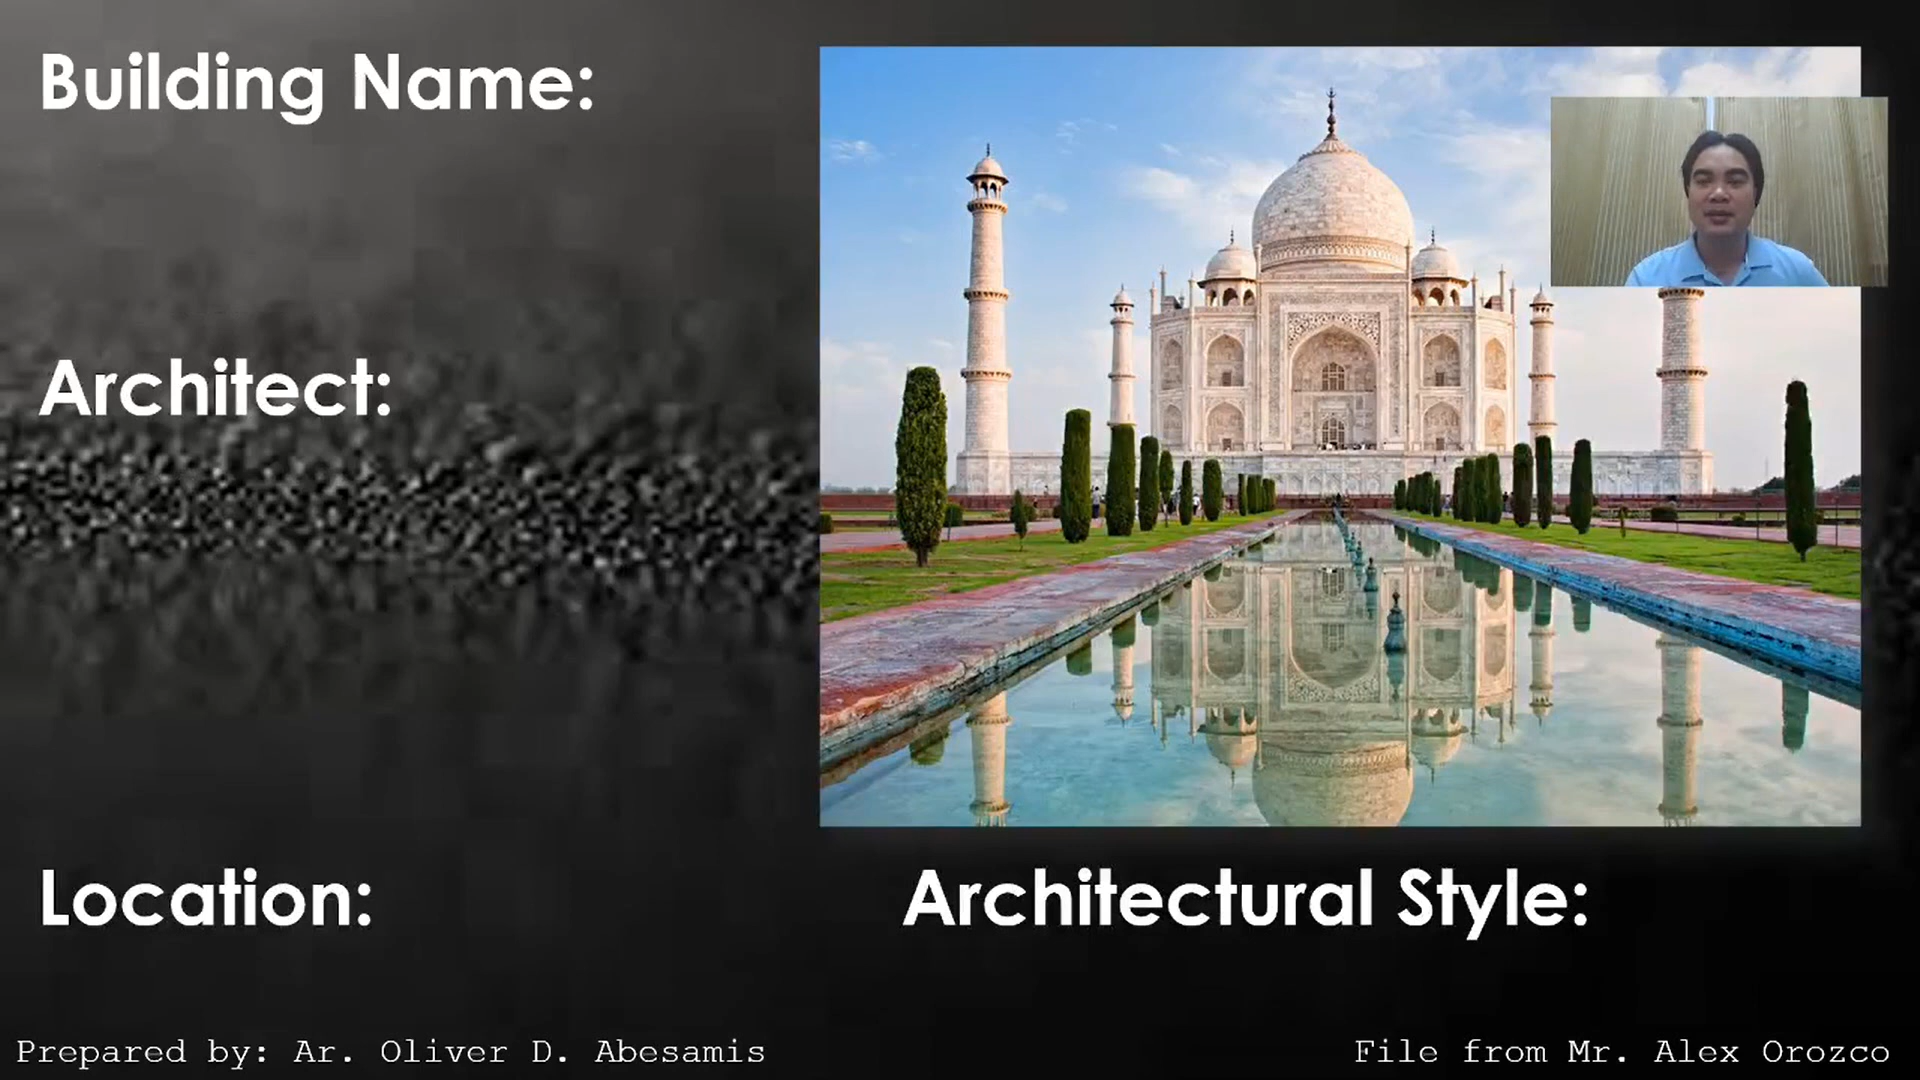 Building Name:
Architect:
Location:
Architectural Style:
Prepared by: Ar. Oliver D. Abesamis
File from Mr. Alex Orozco